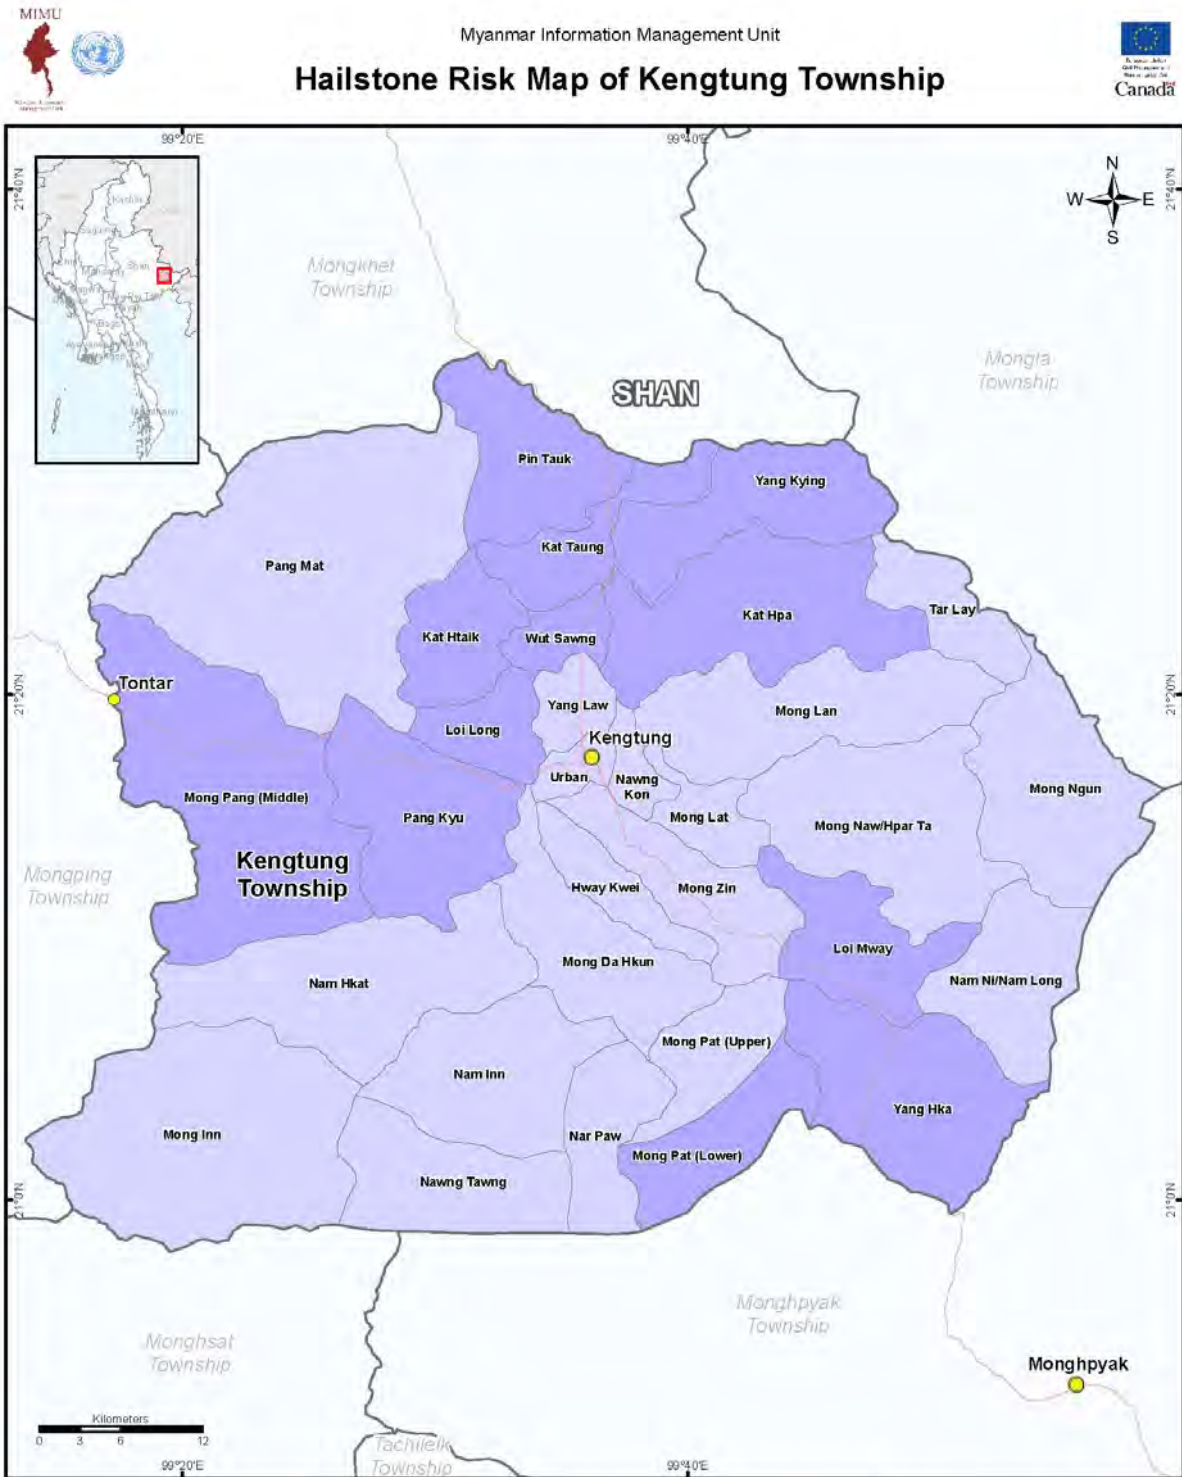 MIMU
Myanmar Information Management Unit
Hailstone Risk Map of Kengtung Township
Canada
99°20'E
99°40'E
21°40'N
21°40'N
N
W
E
S
Kachin
Shan
Bago
Mongkhet
Township
Mongla
Township
SHAN
Pin Tauk
Yang Kying
Kat Taung
Pang Mat
Tar Lay
Kat Hpa
Kat Htaik
Wut Sawng
Tontar
21°20'N
21°20'N
Yang Law
Mong Lan
Loi Long
Kengtung
Urban
Nawng
Kon
Mong Ngun
Mong Pang (Middle)
Pang Kyu
Mong Lat
Mong Naw/Hpar Ta
Kengtung
Township
Mongping
Township
Hway Kwei
Mong Zin
Loi Mway
Mong Da Hkun
Nam Hkat
Nam Ni/Nam Long
Mong Pat (Upper)
Nam Inn
Yang Hka
Mong Inn
Nar Paw
Mong Pat (Lower)
Nawng Tawng
21°0'N
21°0'N
Monghpyak
Township
Monghsat
Township
Monghpyak
Kilometers
0 3 6 12
Tachileik
Township
99°20'E
99°40'E